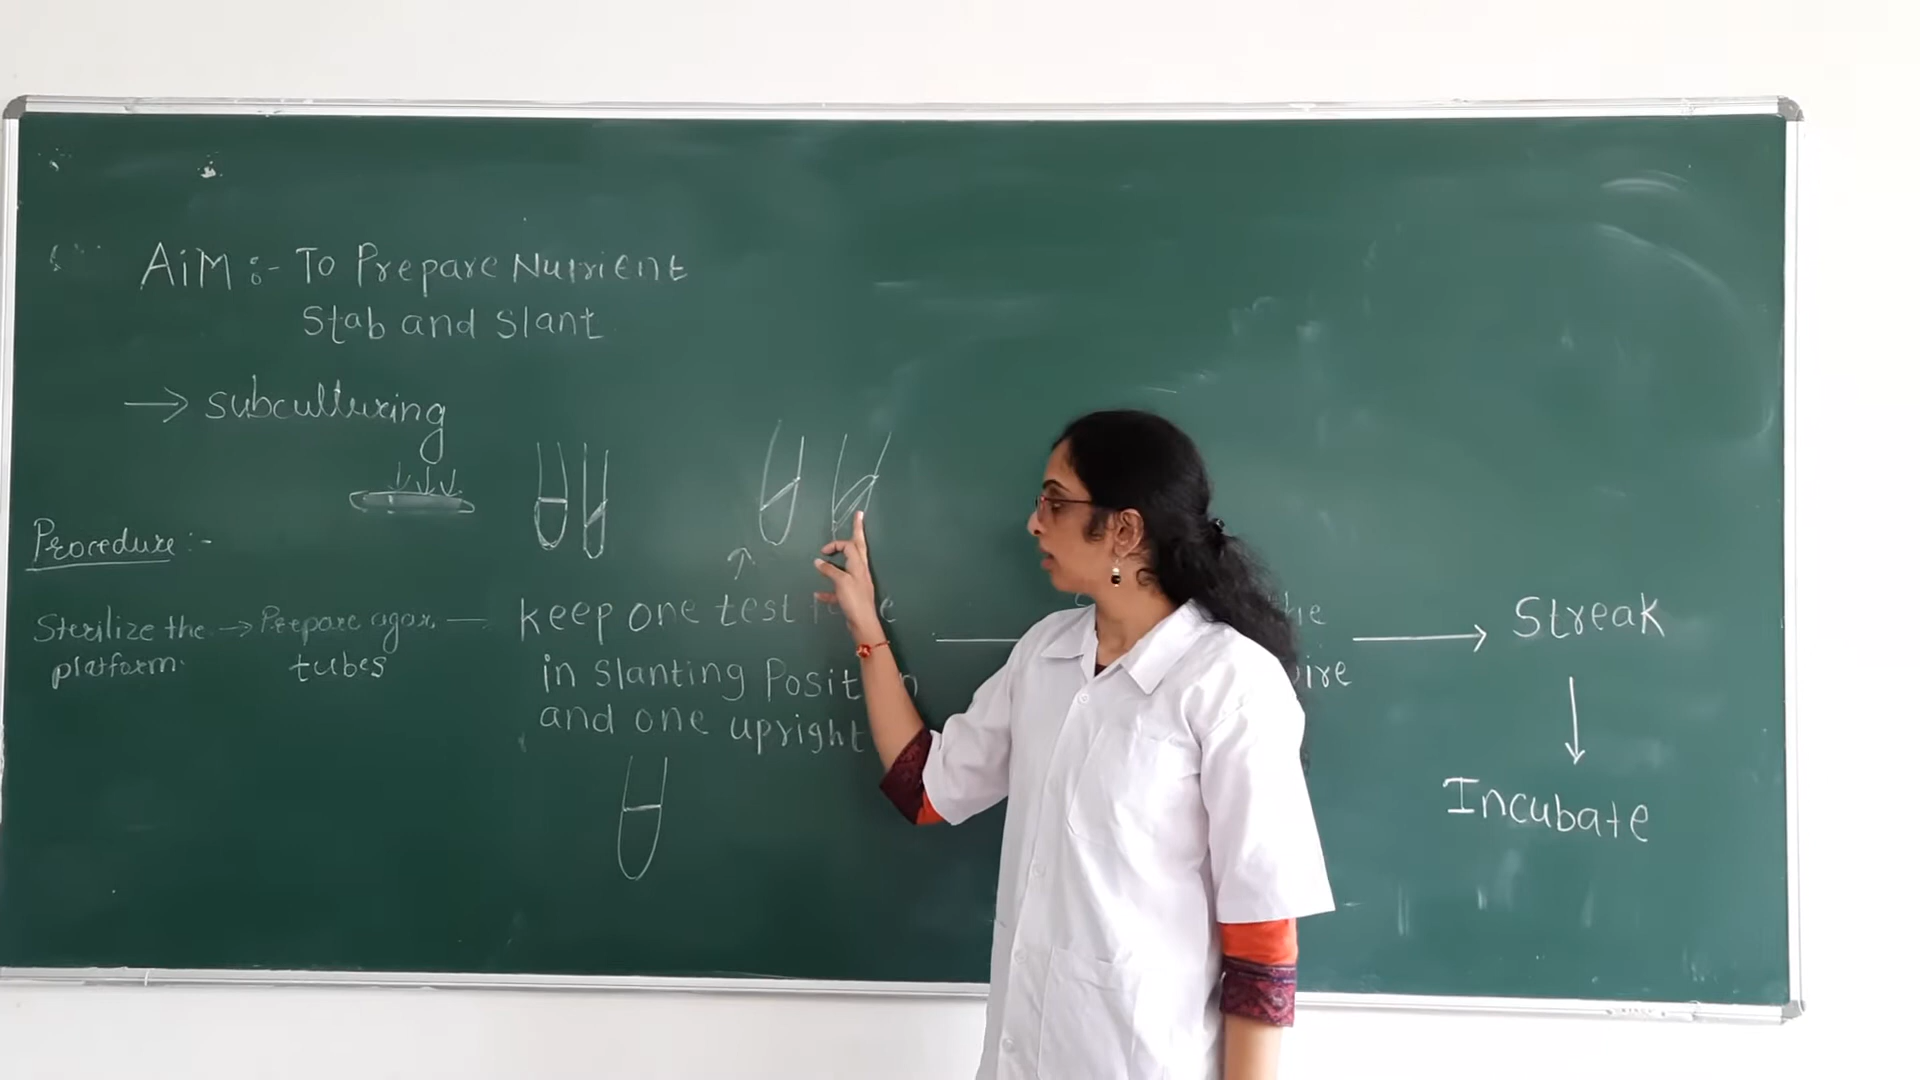 AiM :- To Prepare Nutrient
Stab and Slant
→ subculturing
Procedure :-
Sterilize the → Prepare agar —
platform.
tubes
keep one test
in slanting Position
and one upright
→ Streak
↓
Incubate